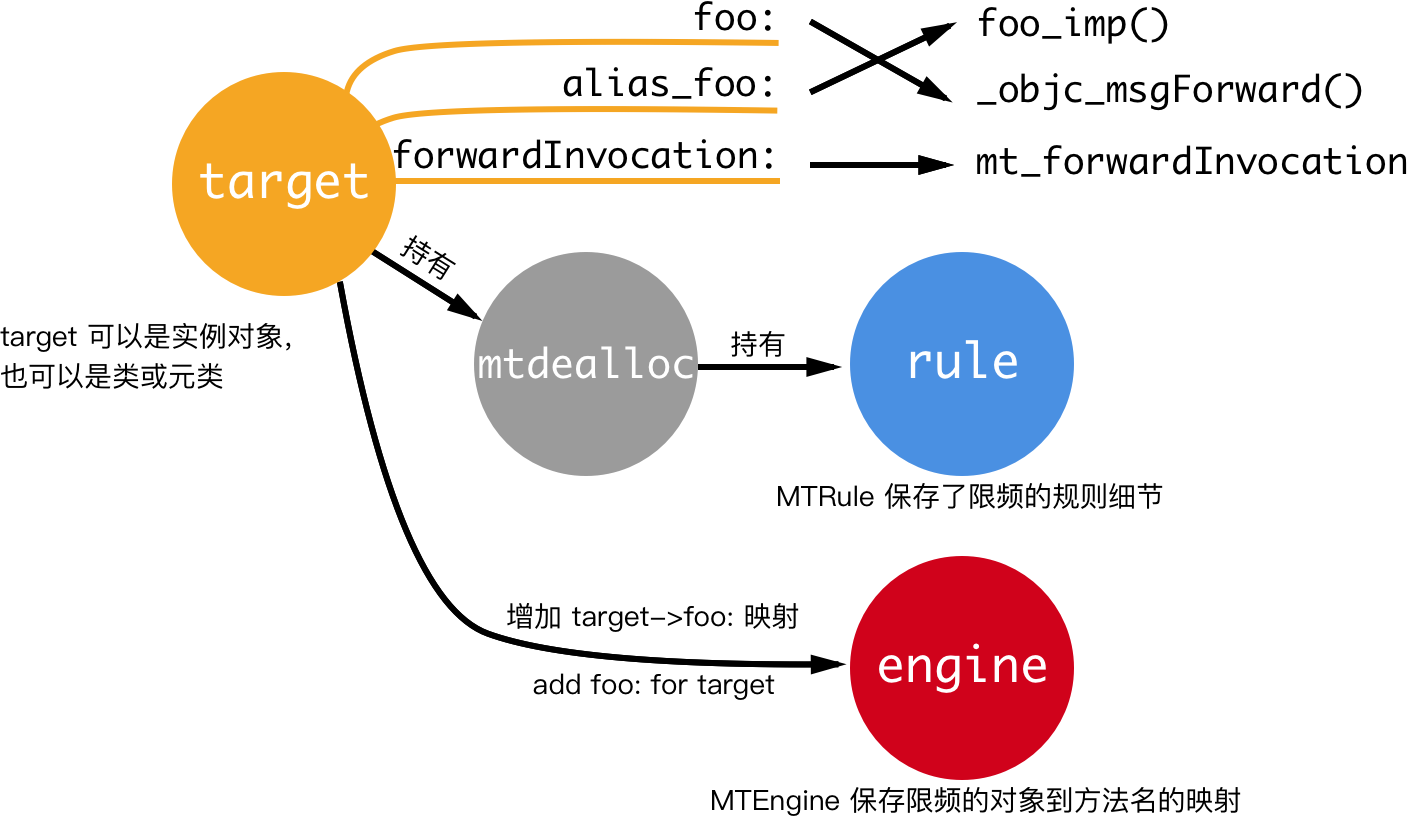 foo:
foo_imp()
alias_foo:
_objc_msgForward()
forwardInvocation:
mt_forwardInvocation
target
持有
target 可以是实例对象,
也可以是类或元类
mtdealloc
持有
rule
MTRule 保存了限频的规则细节
增加 target->foo: 映射
add foo: for target
engine
MTEngine 保存限频的对象到方法名的映射